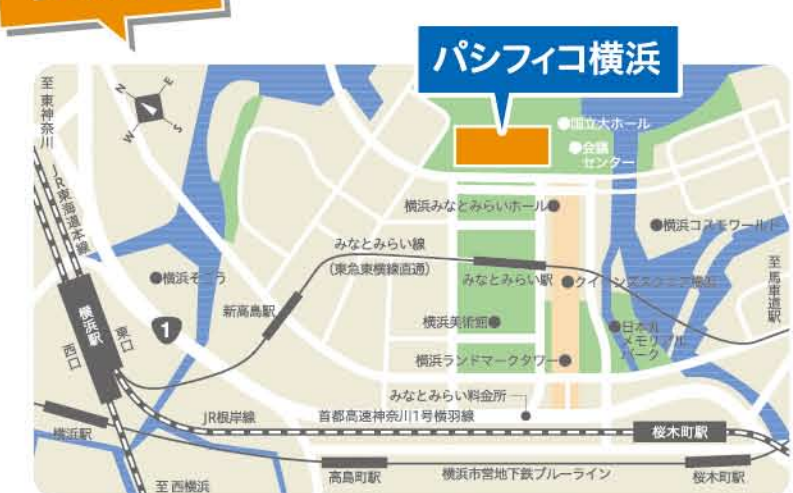 パシフィコ横浜
至 東神奈川
N
E
W
S
●国立大ホール
●会議
センター
JR東海道本線
横浜みなとみらいホール●
●横浜コスモワールド
みなとみらい線
（東急東横線直通）
●横浜そごう
みなとみらい駅
●クイーンズスクエア横浜
至 馬車道駅
新高島駅
横浜駅
東口
西口
1
横浜美術館●
●日本丸
メモリアル
パーク
横浜ランドマークタワー●
みなとみらい料金所
JR根岸線
首都高速神奈川1号横羽線
横浜駅
桜木町駅
高島町駅
横浜市営地下鉄ブルーライン
桜木町駅
至 西横浜